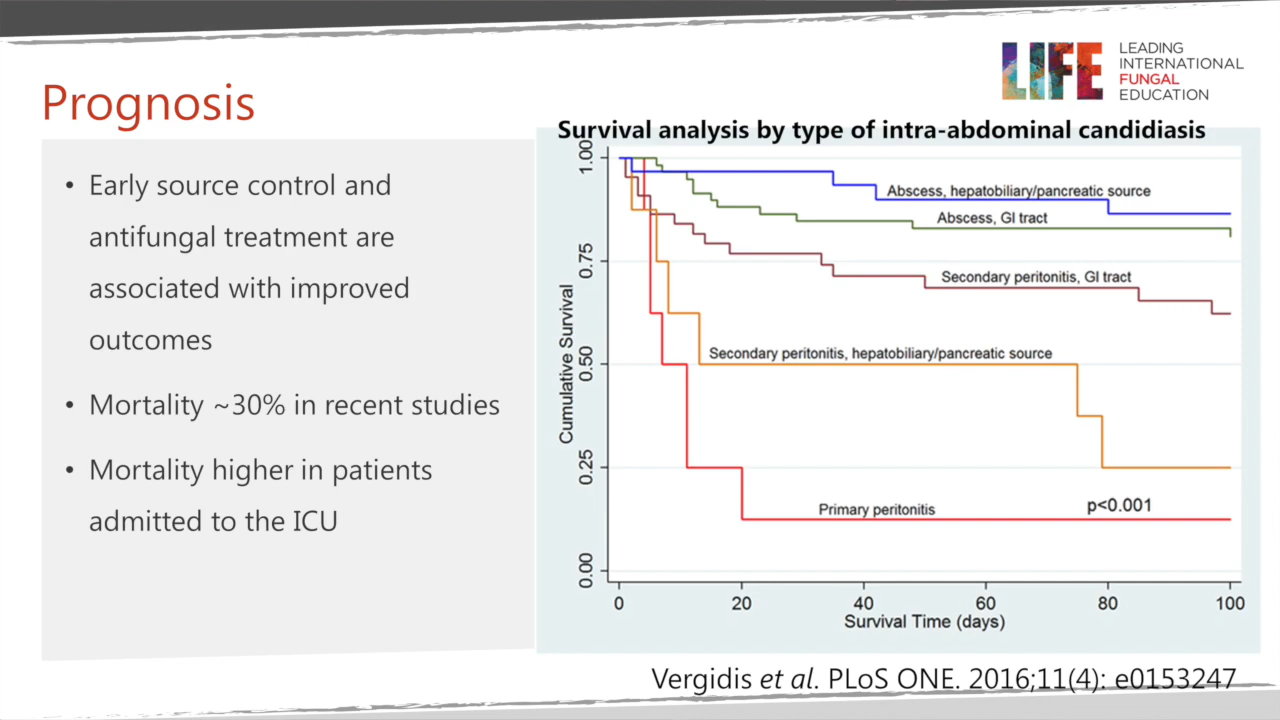 LIFE
LEADING
INTERNATIONAL
FUNGAL
EDUCATION
Prognosis
• Early source control and
antifungal treatment are
associated with improved
outcomes
• Mortality ~30% in recent studies
• Mortality higher in patients
admitted to the ICU
Survival analysis by type of intra-abdominal candidiasis
Cumulative Survival
1.00
0.75
0.50
0.25
0.00
Abscess, hepatobiliary/pancreatic source
Abscess, GI tract
Secondary peritonitis, GI tract
Secondary peritonitis, hepatobiliary/pancreatic source
Primary peritonitis
p<0.001
0 20 40 60 80 100
Survival Time (days)
Vergidis et al. PLoS ONE. 2016;11(4): e0153247